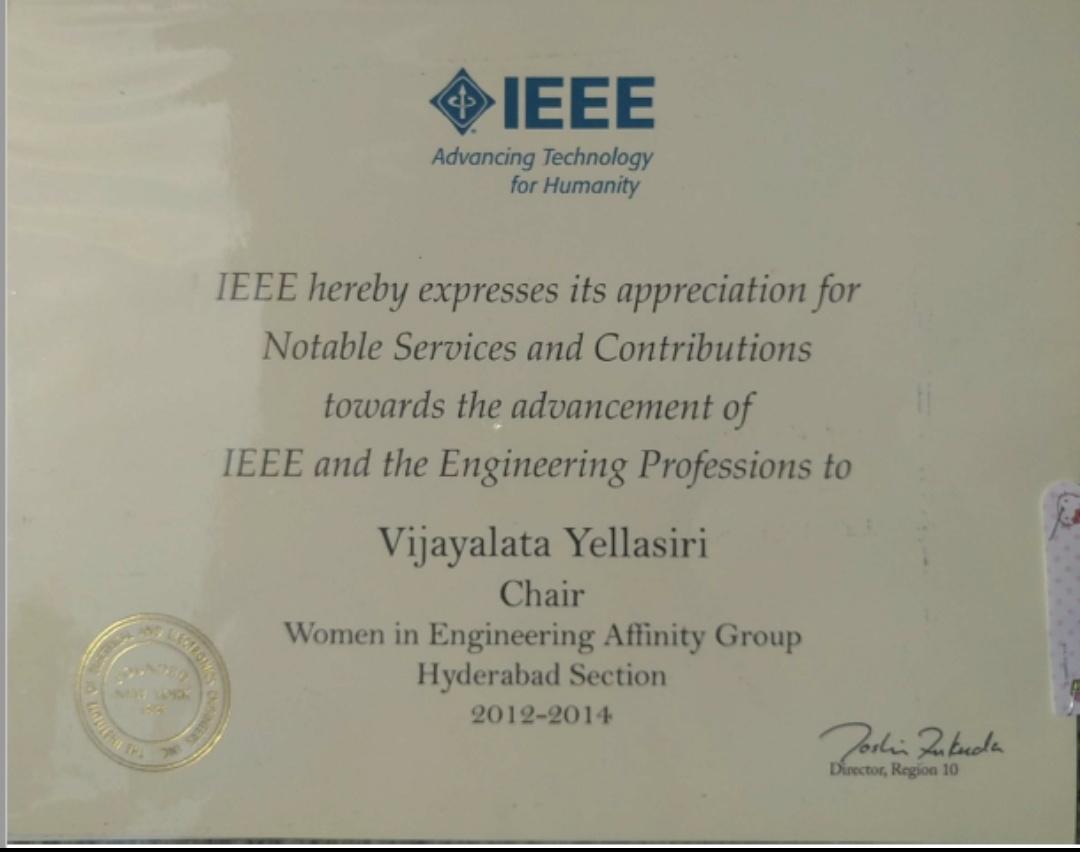 IEEE
Advancing Technology
for Humanity
IEEE hereby expresses its appreciation for
Notable Services and Contributions
towards the advancement of
IEEE and the Engineering Professions to
Vijayalata Yellasiri
Chair
Women in Engineering Affinity Group
Hyderabad Section
2012-2014
Toshio Fukuda
Director, Region 10